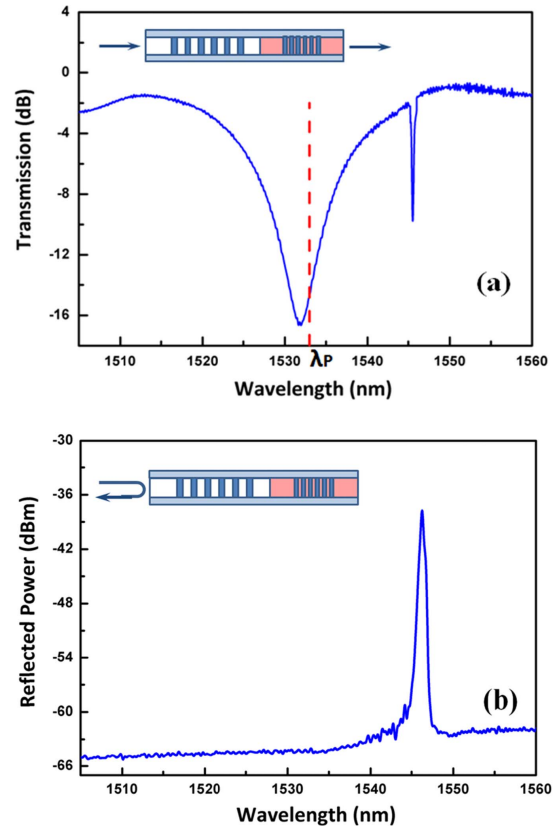 4
0
-4
-8
-12
-16
Transmission (dB)
(a)
1510 1520 1530 λP 1540 1550 1560
Wavelength (nm)
-30
-36
-42
-48
-54
-60
-66
Reflected Power (dBm)
(b)
1510 1520 1530 1540 1550 1560
Wavelength (nm)